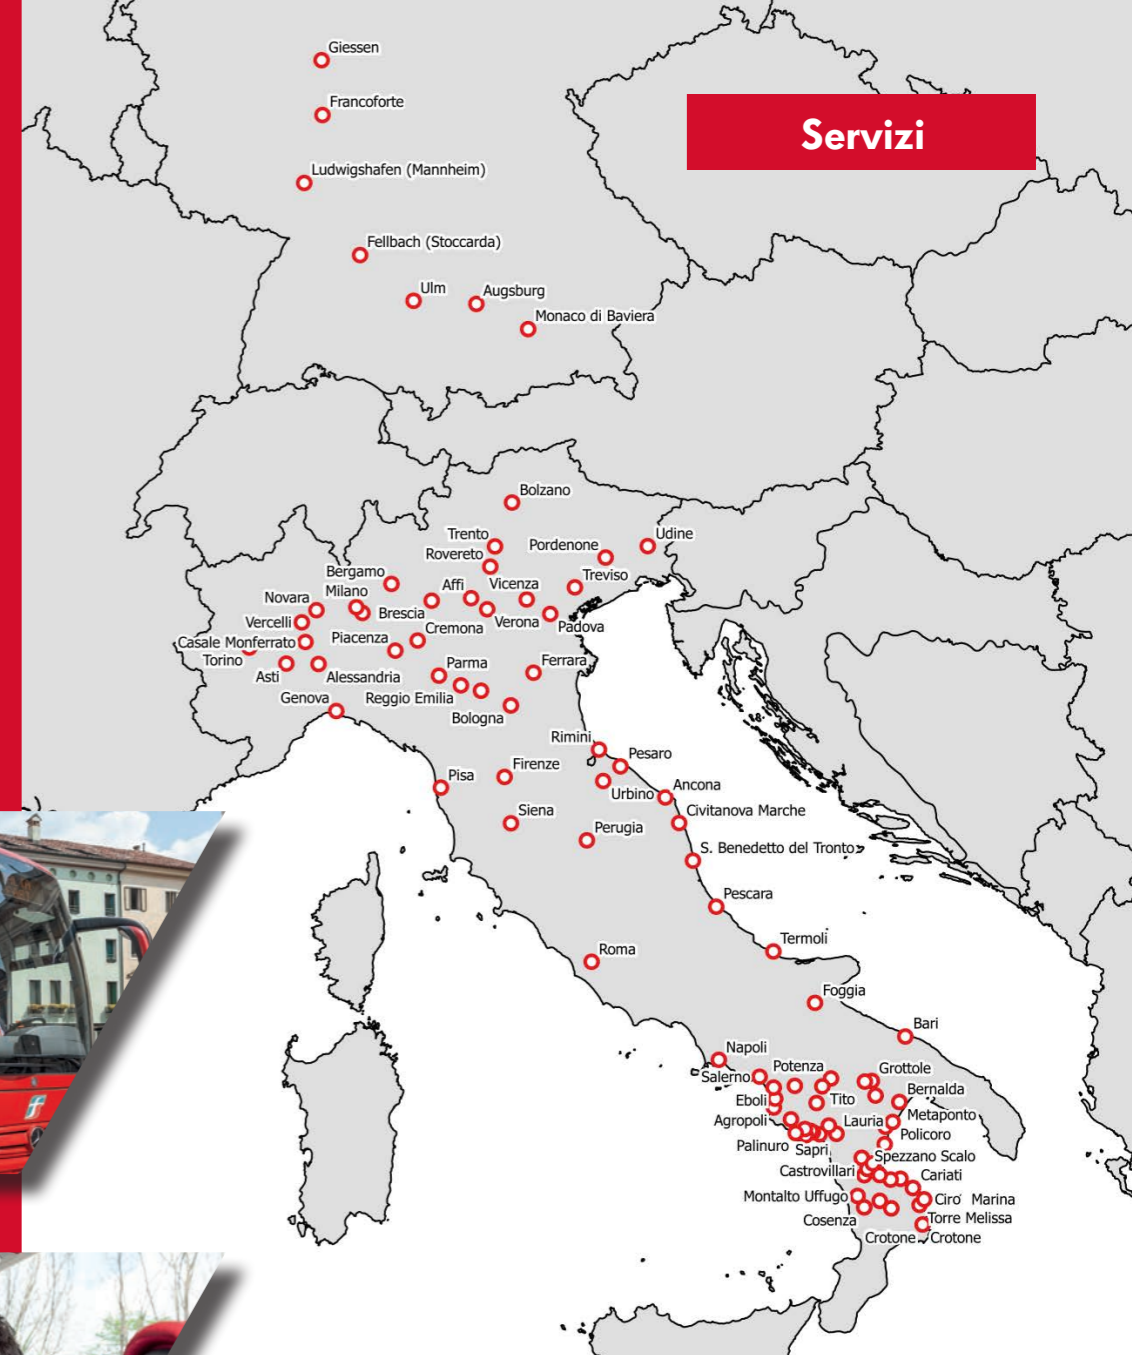 Giessen
Francoforte
Servizi
Ludwigshafen (Mannheim)
Fellbach (Stoccarda)
Ulm
Augsburg
Monaco di Baviera
Bolzano
Trento
Udine
Pordenone
Rovereto
Bergamo
Affi
Vicenza
Treviso
Novara
Milano
Brescia
Vercelli
Verona
Padova
Cremona
Casale Monferrato
Piacenza
Torino
Parma
Ferrara
Asti
Alessandria
Genova
Reggio Emilia
Bologna
Rimini
Pesaro
Firenze
Pisa
Urbino
Ancona
Siena
Civitanova Marche
Perugia
S. Benedetto del Tronto
Pescara
Termoli
Roma
Foggia
Bari
Napoli
Potenza
Grottole
Salerno
Bernalda
Eboli
Tito
Agropoli
Lauria
Metaponto
Policoro
Palinuro
Sapri
Spezzano Scalo
Castrovillari
Cariati
Montalto Uffugo
Ciro' Marina
Cosenza
Torre Melissa
Crotone
Crotone